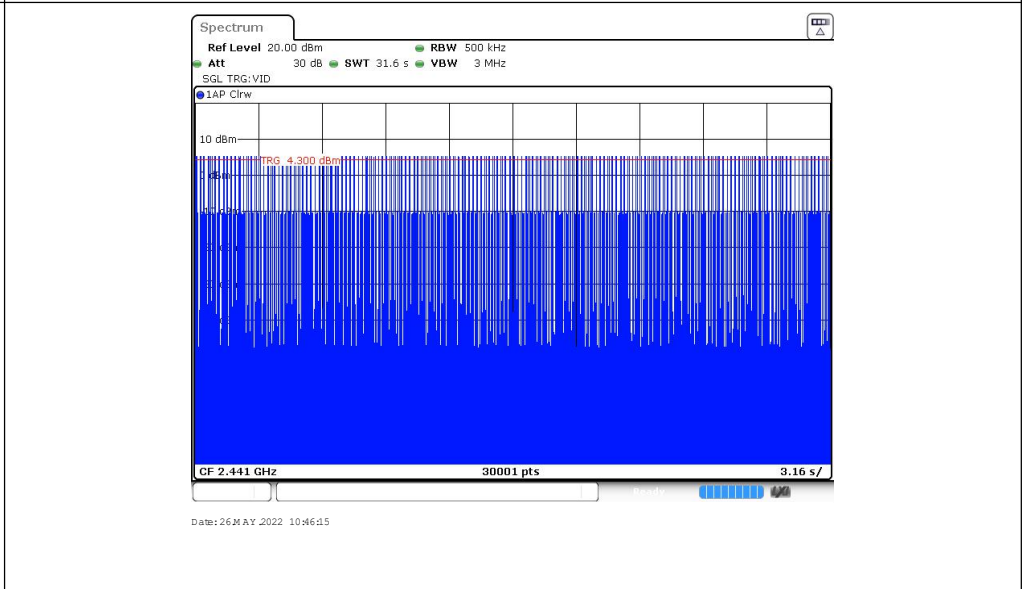 Spectrum
Ref Level 20.00 dBm RBW 500 kHz
Att 30 dB SWT 31.6 s VBW 3 MHz
SGL TRG:VID
1AP Clrw
10 dBm
TRG 4.300 dBm
CF 2.441 GHz 30001 pts 3.16 s/
Ready
Date: 26.MAY.2022 10:46:15